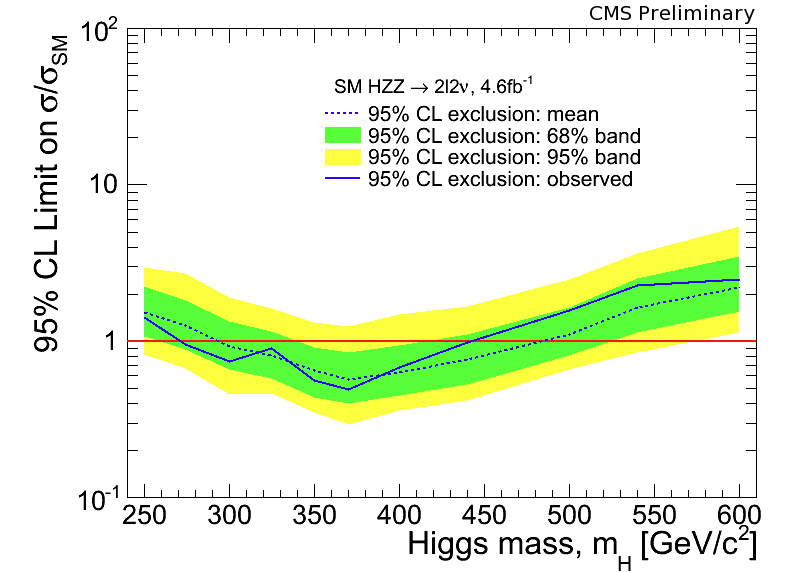 CMS Preliminary
10²
95% CL Limit on σ/σSM
SM HZZ → 2l2ν, 4.6fb⁻¹
95% CL exclusion: mean
95% CL exclusion: 68% band
95% CL exclusion: 95% band
95% CL exclusion: observed
10
1
10⁻¹
250 300 350 400 450 500 550 600
Higgs mass, mH [GeV/c²]